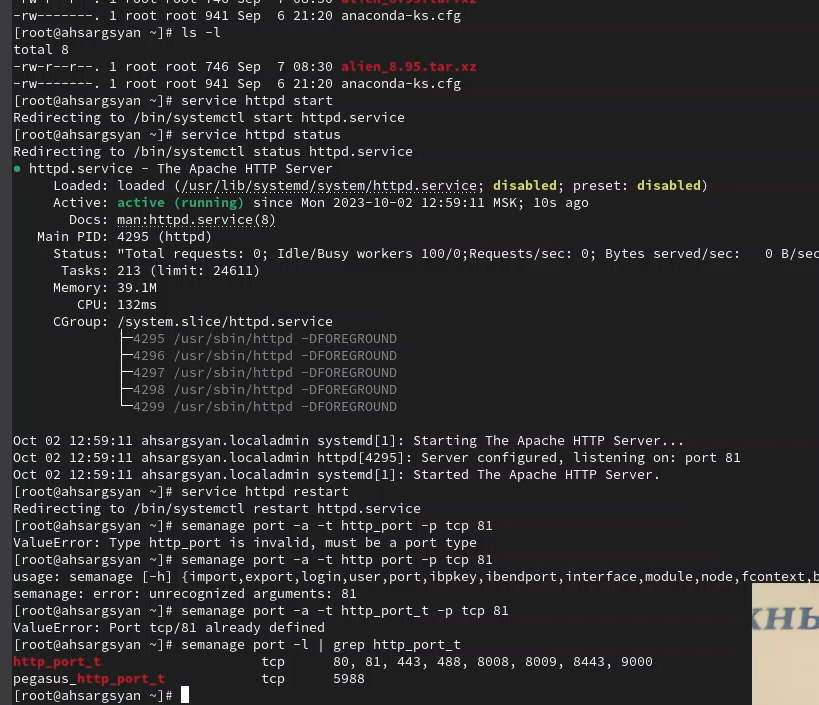 -rw-r--r--. 1 root root 746 Sep  7 08:30 alien_8.95.tar.xz
-rw-------. 1 root root 941 Sep  6 21:20 anaconda-ks.cfg
[root@ahsargsyan ~]# ls -l
total 8
-rw-r--r--. 1 root root 746 Sep  7 08:30 alien_8.95.tar.xz
-rw-------. 1 root root 941 Sep  6 21:20 anaconda-ks.cfg
[root@ahsargsyan ~]# service httpd start
Redirecting to /bin/systemctl start httpd.service
[root@ahsargsyan ~]# service httpd status
Redirecting to /bin/systemctl status httpd.service
● httpd.service - The Apache HTTP Server
     Loaded: loaded (/usr/lib/systemd/system/httpd.service; disabled; preset: disabled)
     Active: active (running) since Mon 2023-10-02 12:59:11 MSK; 10s ago
       Docs: man:httpd.service(8)
   Main PID: 4295 (httpd)
     Status: "Total requests: 0; Idle/Busy workers 100/0;Requests/sec: 0; Bytes served/sec:   0 B/sec
      Tasks: 213 (limit: 24611)
     Memory: 39.1M
        CPU: 132ms
     CGroup: /system.slice/httpd.service
             ├─4295 /usr/sbin/httpd -DFOREGROUND
             ├─4296 /usr/sbin/httpd -DFOREGROUND
             ├─4297 /usr/sbin/httpd -DFOREGROUND
             ├─4298 /usr/sbin/httpd -DFOREGROUND
             └─4299 /usr/sbin/httpd -DFOREGROUND
Oct 02 12:59:11 ahsargsyan.localadmin systemd[1]: Starting The Apache HTTP Server...
Oct 02 12:59:11 ahsargsyan.localadmin httpd[4295]: Server configured, listening on: port 81
Oct 02 12:59:11 ahsargsyan.localadmin systemd[1]: Started The Apache HTTP Server.
[root@ahsargsyan ~]# service httpd restart
Redirecting to /bin/systemctl restart httpd.service
[root@ahsargsyan ~]# semanage port -a -t http_port -p tcp 81
ValueError: Type http_port is invalid, must be a port type
[root@ahsargsyan ~]# semanage port -a -t http port -p tcp 81
usage: semanage [-h] {import,export,login,user,port,ibpkey,ibendport,interface,module,node,fcontext,b
semanage: error: unrecognized arguments: 81
[root@ahsargsyan ~]# semanage port -a -t http_port_t -p tcp 81
ValueError: Port tcp/81 already defined
[root@ahsargsyan ~]# semanage port -l | grep http_port_t
http_port_t                    tcp      80, 81, 443, 488, 8008, 8009, 8443, 9000
pegasus_http_port_t            tcp      5988
[root@ahsargsyan ~]#